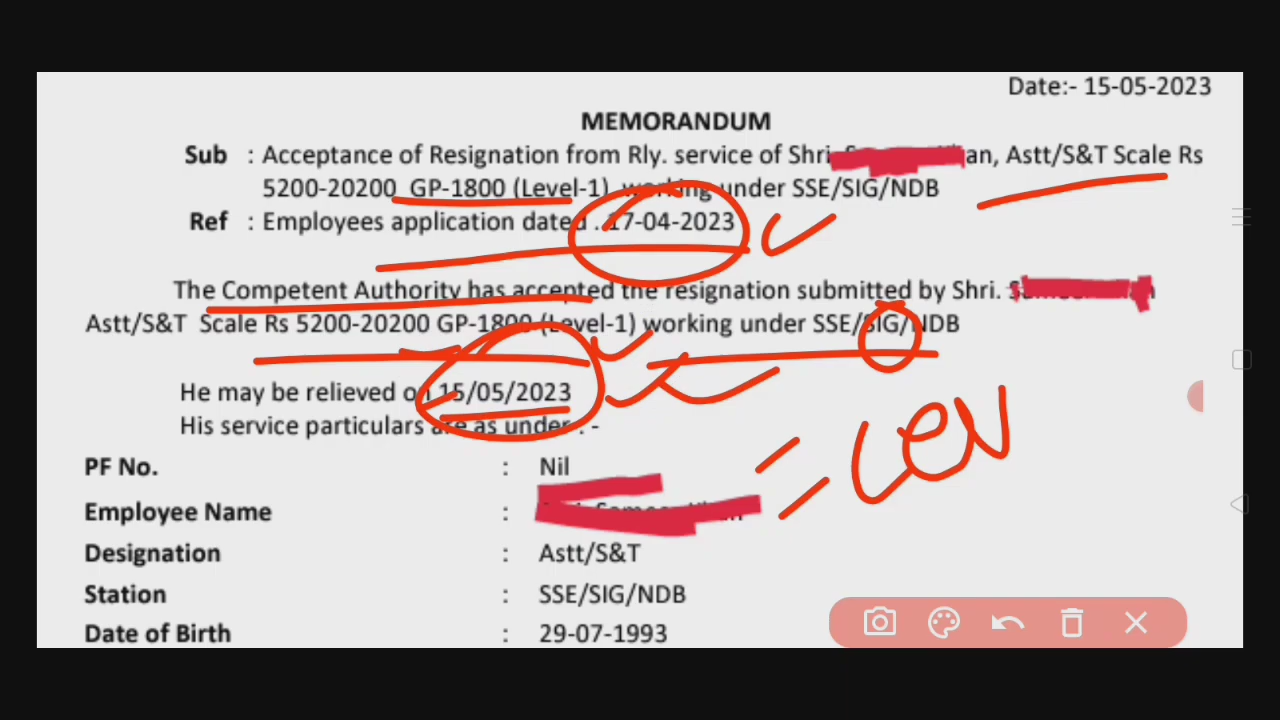 Date:- 15-05-2023
MEMORANDUM
Sub : Acceptance of Resignation from Rly. service of Shri. an, Astt/S&T Scale Rs
5200-20200 GP-1800 (Level-1) working under SSE/SIG/NDB
Ref : Employees application dated . 17-04-2023
The Competent Authority has accepted the resignation submitted by Shri.
Astt/S&T Scale Rs 5200-20200 GP-1800 (Level-1) working under SSE/SIG/NDB
He may be relieved on 15/05/2023
His service particulars are as under : -
PF No. : Nil
Employee Name :
Designation : Astt/S&T
Station : SSE/SIG/NDB
Date of Birth : 29-07-1993